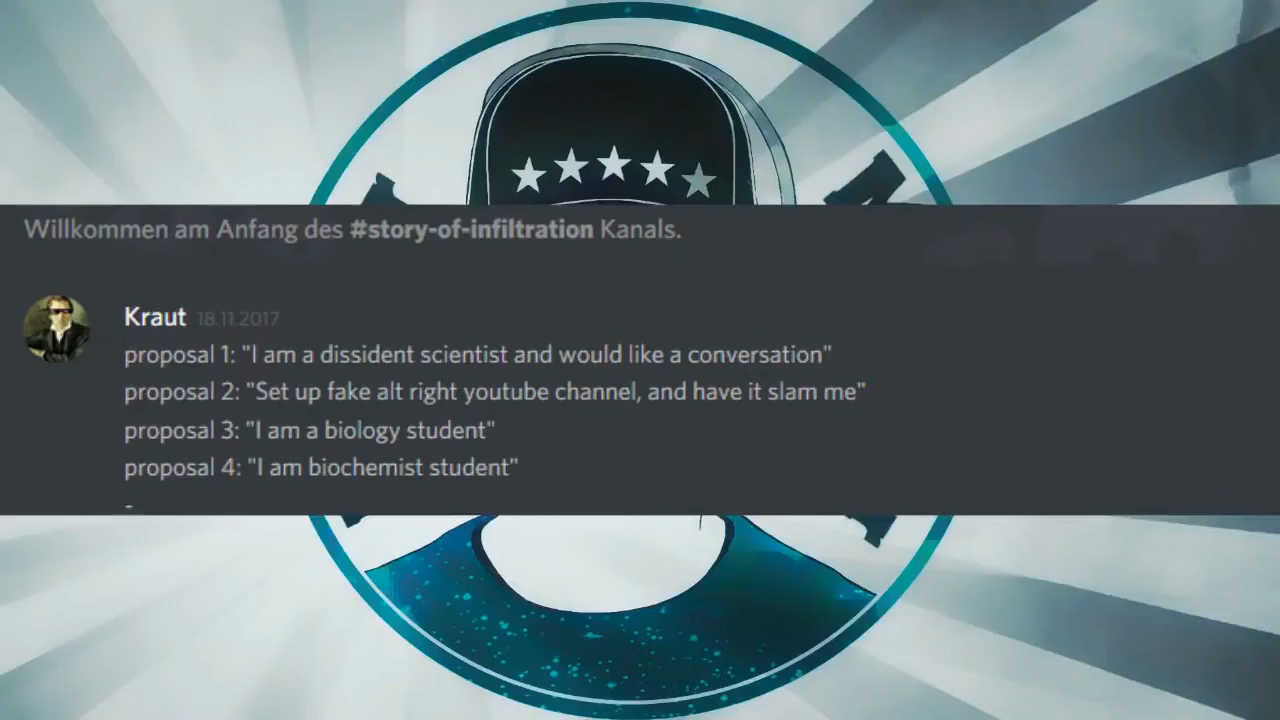 Willkommen am Anfang des #story-of-infiltration Kanals.
Kraut 18.11.2017
proposal 1: "I am a dissident scientist and would like a conversation"
proposal 2: "Set up fake alt right youtube channel, and have it slam me"
proposal 3: "I am a biology student"
proposal 4: "I am biochemist student"
-